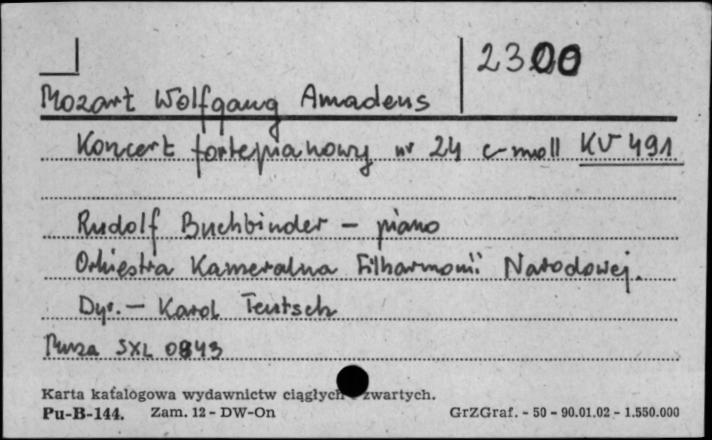 2300
Mozart Wolfgang Amadeus
Koncert fortepianowy nr 24 c-moll KV 491
Rudolf Buchbinder - piano
Orkiestra Kameralna Filharmonii Narodowej.
Dyr. - Karol Teutsch
Muza SXL 0843
Karta katalogowa wydawnictw ciągłych zwartych.
Pu-B-144. Zam. 12 - DW-On GrZGraf. - 50 - 90.01.02 - 1.550.000